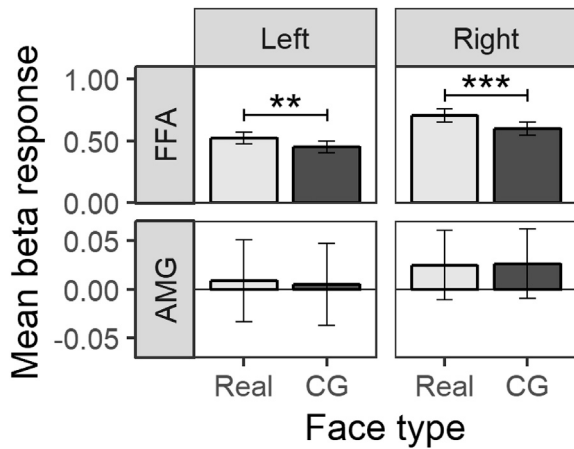 Left Right
Mean beta response
FFA
1.00
0.50
0.00
** ***
AMG
0.05
0.00
-0.05
Real CG Real CG
Face type